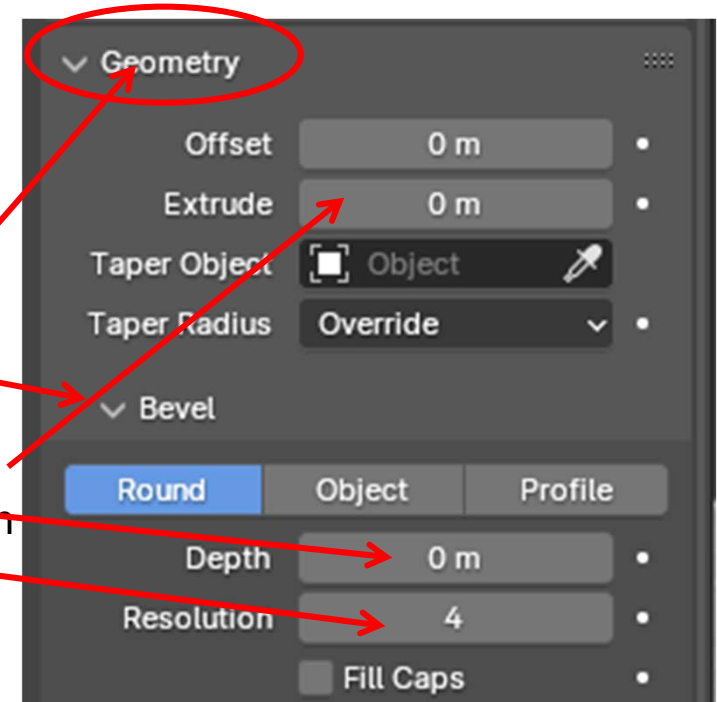 Geometry
Offset 0 m
Extrude 0 m
Taper Object Object
Taper Radius Override
Bevel
Round Object Profile
Depth 0 m
Resolution 4
Fill Caps